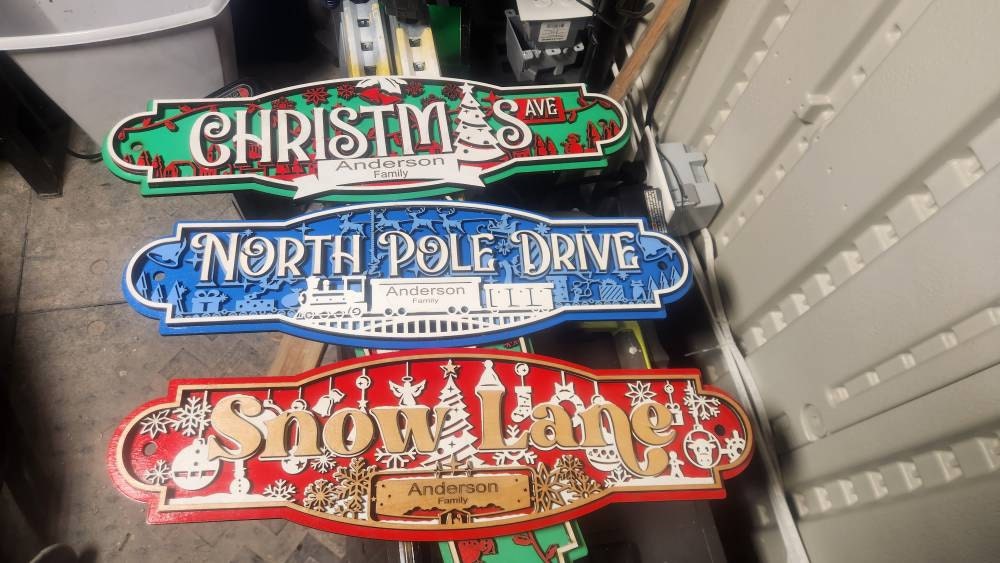 CHRISTMAS AVE
Anderson
Family
NORTH POLE DRIVE
Anderson
Family
Snow Lane
Anderson
Family